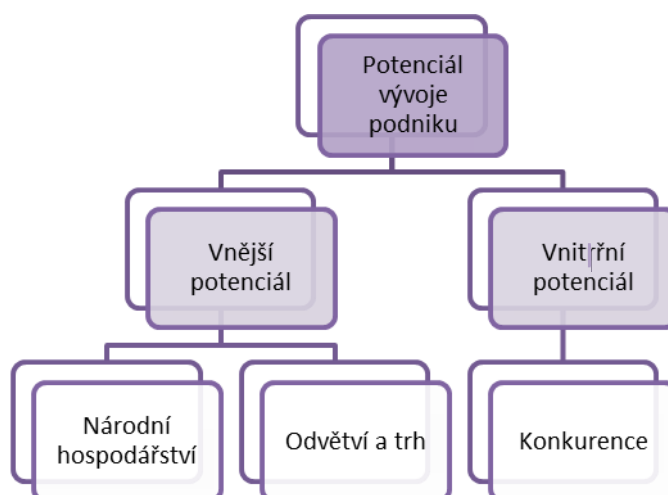 Potenciál
vývoje
podniku
Vnější
potenciál
Vnitřní
potenciál
Národní
hospodářství
Odvětví a trh
Konkurence